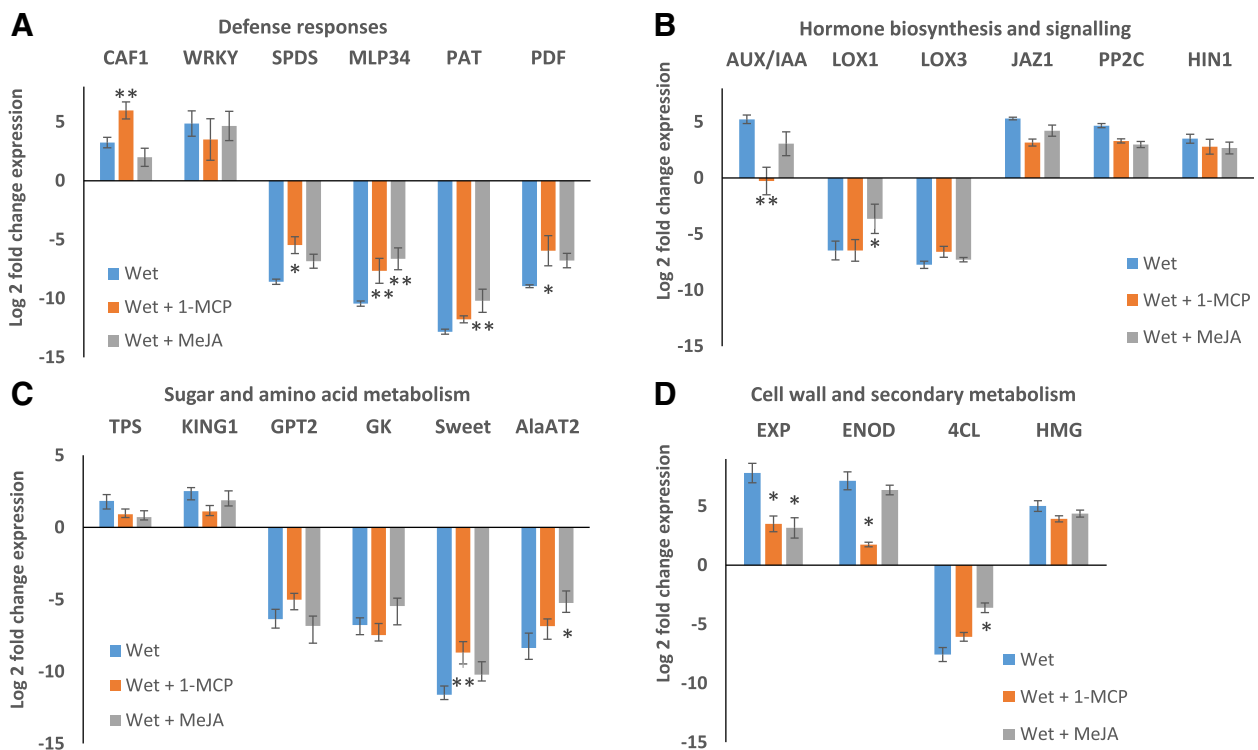 A
Defense responses
CAF1 WRKY SPDS MLP34 PAT PDF
Log 2 fold change expression
5
0
-5
-10
-15
**
*
**
**
**
*
Wet
Wet + 1-MCP
Wet + MeJA
B
Hormone biosynthesis and signalling
AUX/IAA LOX1 LOX3 JAZ1 PP2C HIN1
Log 2 fold change expression
5
0
-5
-10
-15
**
*
Wet
Wet + 1-MCP
Wet + MeJA
C
Sugar and amino acid metabolism
TPS KING1 GPT2 GK Sweet AlaAT2
Log 2 fold change expression
5
0
-5
-10
-15
**
*
Wet
Wet + 1-MCP
Wet + MeJA
D
Cell wall and secondary metabolism
EXP ENOD 4CL HMG
Log 2 fold change expression
5
0
-5
-10
-15
*
*
*
*
Wet
Wet + 1-MCP
Wet + MeJA